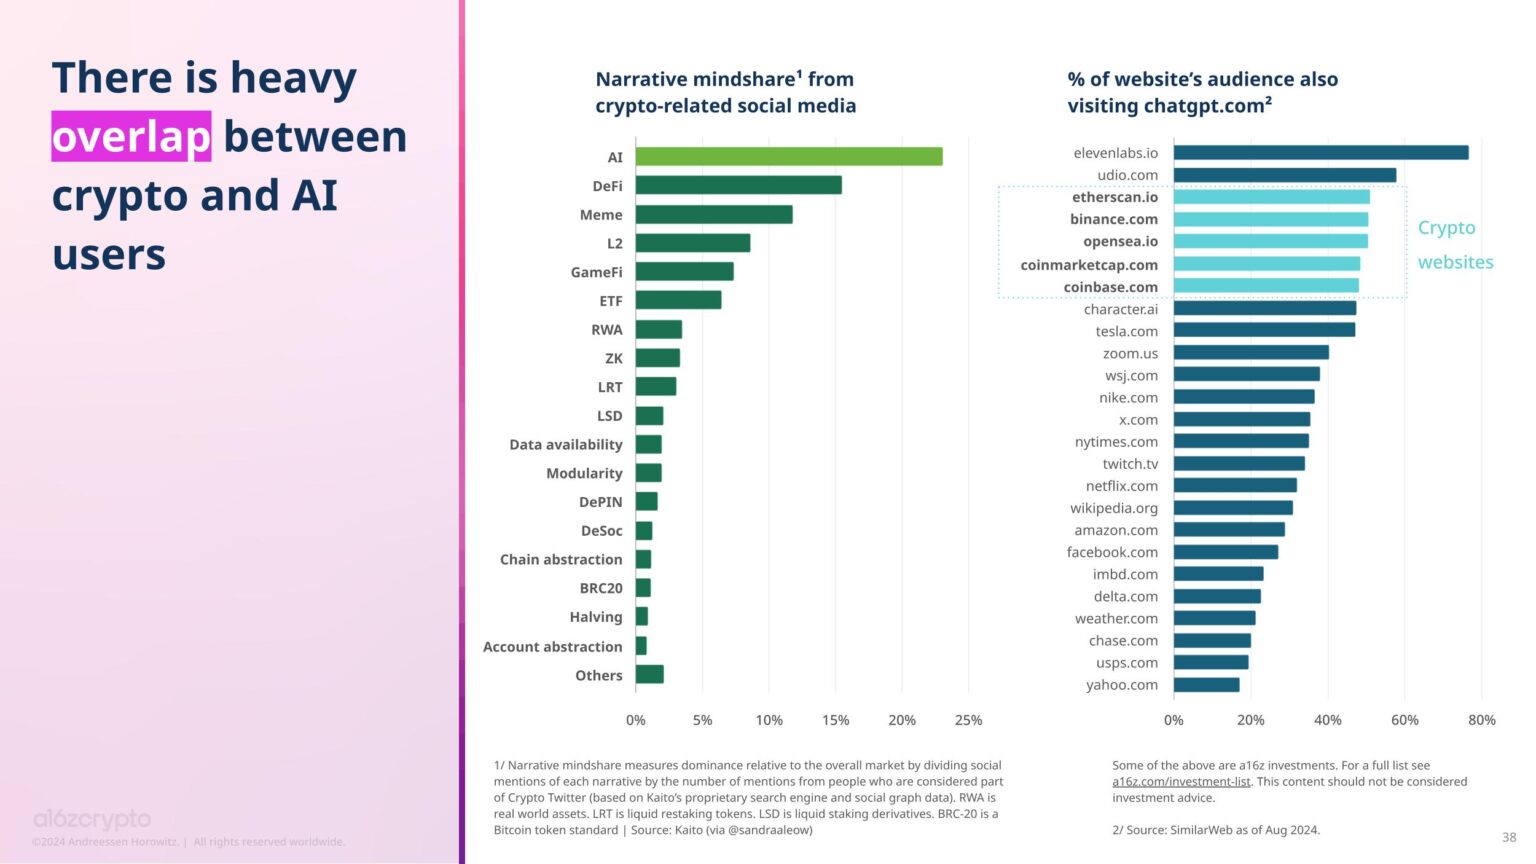 There is heavy
overlap between
crypto and AI
users
Narrative mindshare¹ from
crypto-related social media
AI
DeFi
Meme
L2
GameFi
ETF
RWA
ZK
LRT
LSD
Data availability
Modularity
DePIN
DeSoc
Chain abstraction
BRC20
Halving
Account abstraction
Others
0% 5% 10% 15% 20% 25%
1/ Narrative mindshare measures dominance relative to the overall market by dividing social
mentions of each narrative by the number of mentions from people who are considered part
of Crypto Twitter (based on Kaito's proprietary search engine and social graph data). RWA is
real world assets. LRT is liquid restaking tokens. LSD is liquid staking derivatives. BRC-20 is a
Bitcoin token standard | Source: Kaito (via @sandraaleow)
% of website's audience also
visiting chatgpt.com²
elevenlabs.io
udio.com
etherscan.io
binance.com
opensea.io
coinmarketcap.com
coinbase.com
character.ai
tesla.com
zoom.us
wsj.com
nike.com
x.com
nytimes.com
twitch.tv
netflix.com
wikipedia.org
amazon.com
facebook.com
imbd.com
delta.com
weather.com
chase.com
usps.com
yahoo.com
Crypto
websites
0% 20% 40% 60% 80%
Some of the above are a16z investments. For a full list see
a16z.com/investment-list. This content should not be considered
investment advice.
2/ Source: SimilarWeb as of Aug 2024.
a16zcrypto
©2024 Andreessen Horowitz. | All rights reserved worldwide.
38